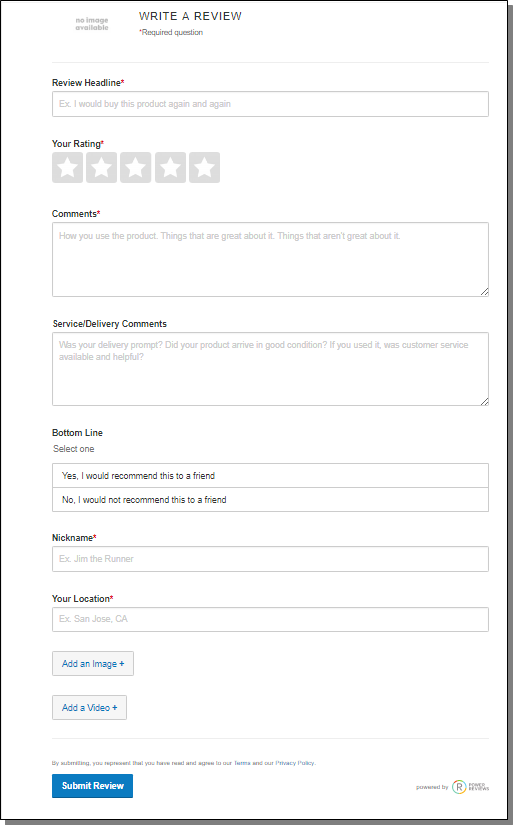 no image
available
WRITE A REVIEW
*Required question
Review Headline*
Ex. I would buy this product again and again
Your Rating*
Comments*
How you use the product. Things that are great about it. Things that aren't great about it.
Service/Delivery Comments
Was your delivery prompt? Did your product arrive in good condition? If you used it, was customer service
available and helpful?
Bottom Line
Select one
Yes, I would recommend this to a friend
No, I would not recommend this to a friend
Nickname*
Ex. Jim the Runner
Your Location*
Ex. San Jose, CA
Add an Image +
Add a Video +
By submitting, you represent that you have read and agree to our Terms and our Privacy Policy.
Submit Review
powered by R POWER
REVIEWS